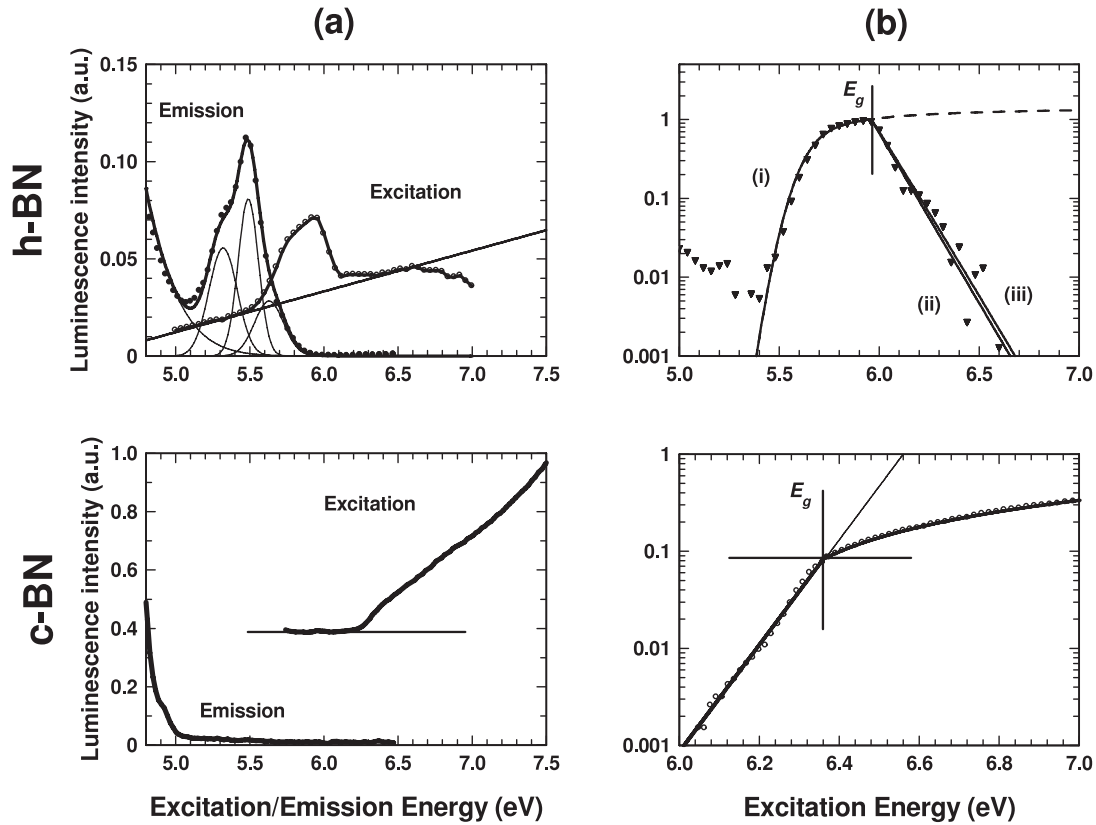 (a)
(b)
h-BN
Luminescence intensity (a.u.)
0.15
0.10
0.05
0
Emission
Excitation
5.0 5.5 6.0 6.5 7.0 7.5
1
0.1
0.01
0.001
Eg
(i)
(ii)
(iii)
5.0 5.5 6.0 6.5 7.0
c-BN
Luminescence intensity (a.u.)
1.0
0.8
0.6
0.4
0.2
0
Excitation
Emission
5.0 5.5 6.0 6.5 7.0 7.5
Excitation/Emission Energy (eV)
1
0.1
0.01
0.001
Eg
6.0 6.2 6.4 6.6 6.8 7.0
Excitation Energy (eV)